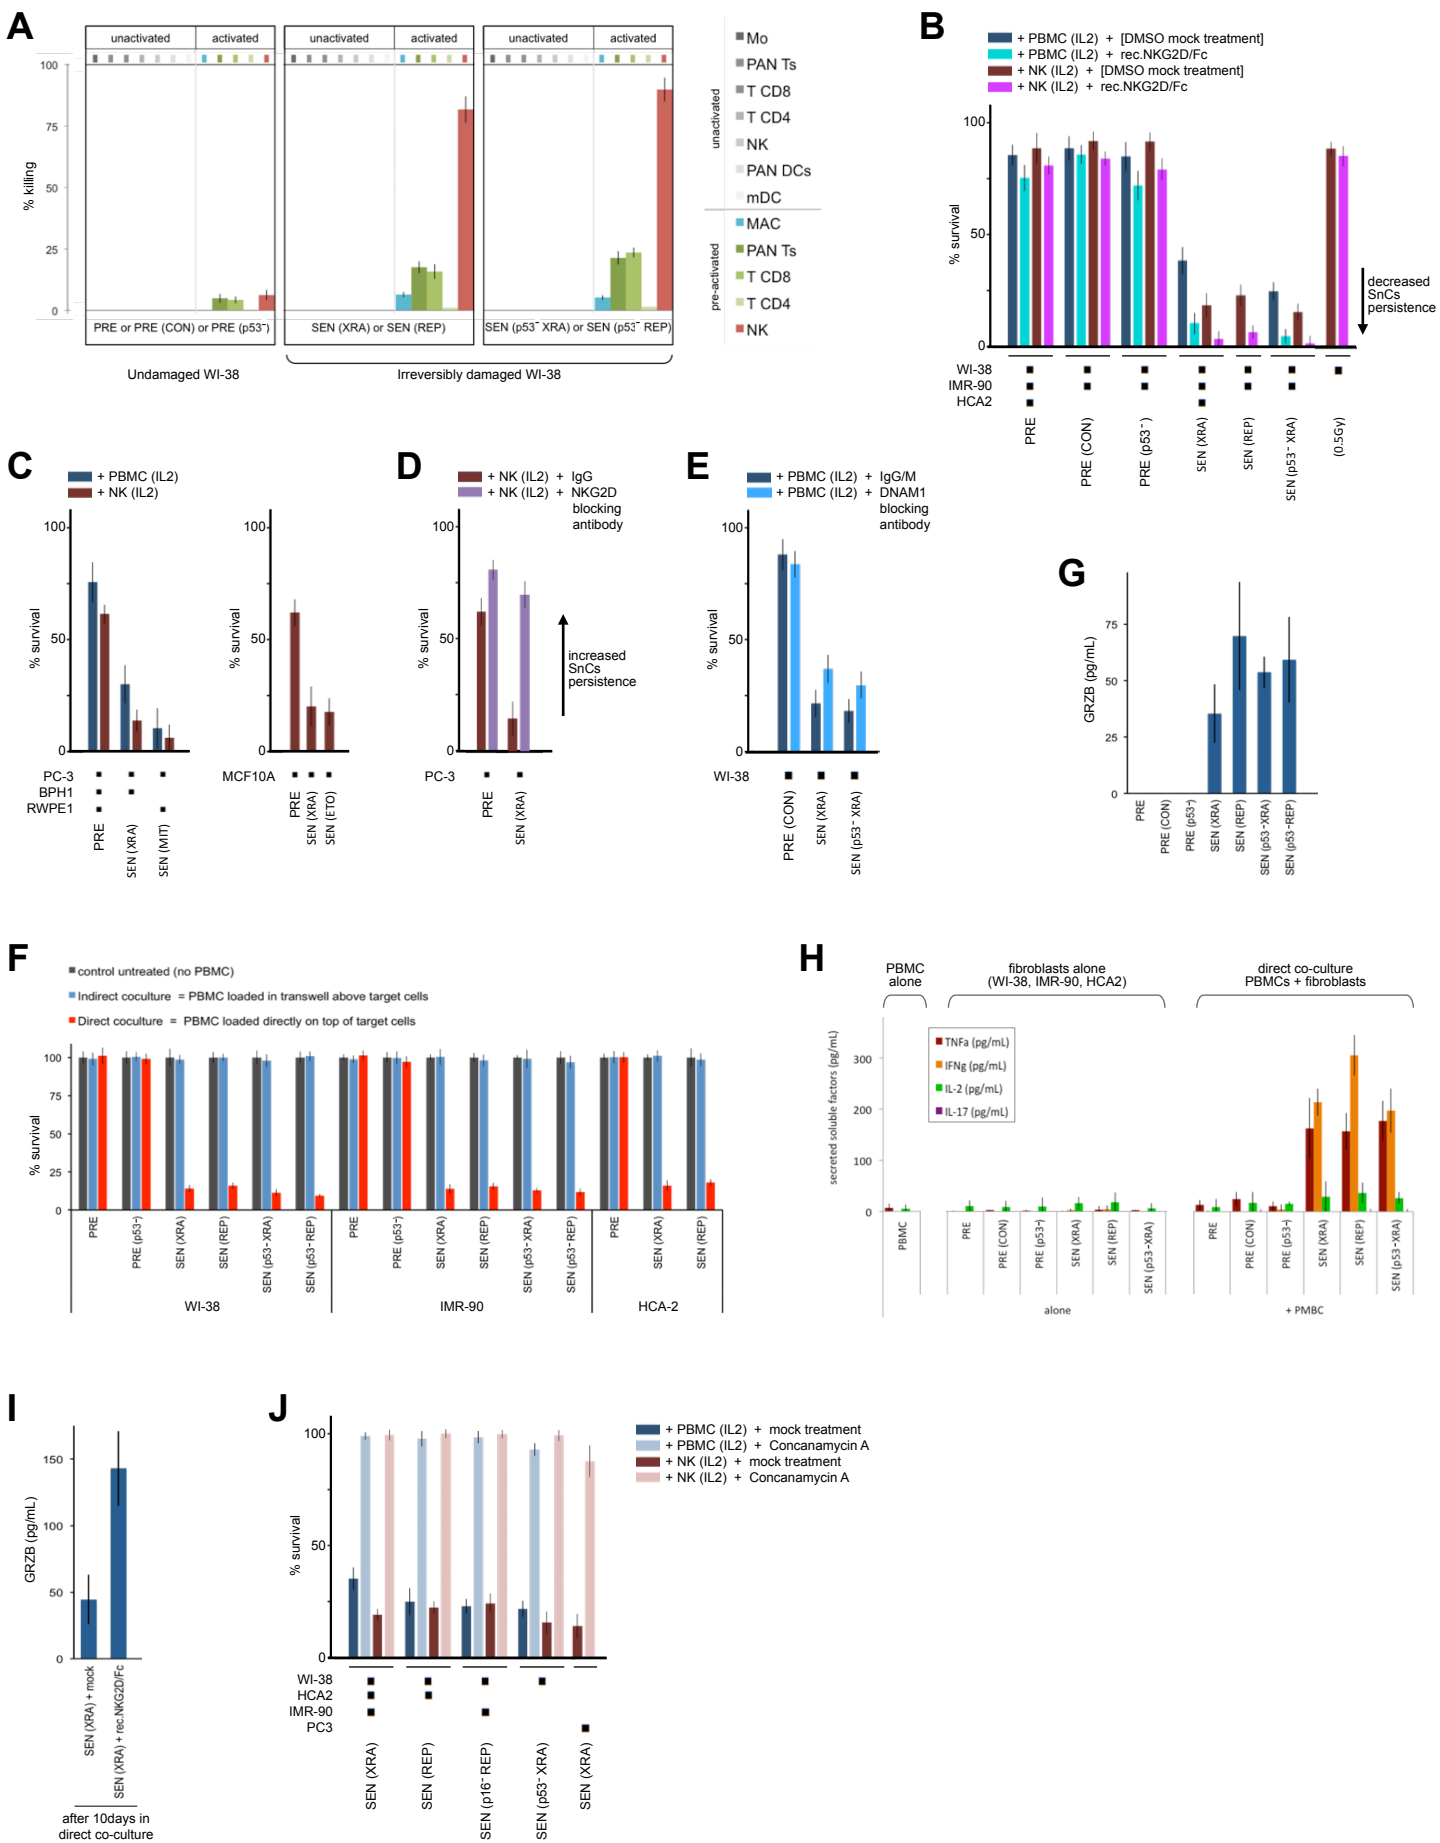 A
unactivated
activated
unactivated
activated
unactivated
activated
100
75
50
25
0
% killing
PRE or PRE (CON) or PRE (p53⁻)
SEN (XRA) or SEN (REP)
SEN (p53⁻ XRA) or SEN (p53⁻ REP)
Undamaged WI-38
Irreversibly damaged WI-38
unactivated
Mo
PAN Ts
T CD8
T CD4
NK
PAN DCs
mDC
pre-activated
MAC
PAN Ts
T CD8
T CD4
NK
B
+ PBMC (IL2) + [DMSO mock treatment]
+ PBMC (IL2) + rec.NKG2D/Fc
+ NK (IL2) + [DMSO mock treatment]
+ NK (IL2) + rec.NKG2D/Fc
100
50
0
% survival
decreased
SnCs
persistence
WI-38
IMR-90
HCA2
PRE
PRE (CON)
PRE (p53⁻)
SEN (XRA)
SEN (REP)
SEN (p53⁻ XRA)
(0.5Gy)
C
+ PBMC (IL2)
+ NK (IL2)
100
50
0
% survival
PC-3
BPH1
RWPE1
PRE
SEN (XRA)
SEN (MIT)
100
50
0
% survival
MCF10A
PRE
SEN (XRA)
SEN (ETO)
D
+ NK (IL2) + IgG
+ NK (IL2) + NKG2D
blocking
antibody
100
50
0
% survival
increased
SnCs
persistence
PC-3
PRE
SEN (XRA)
E
+ PBMC (IL2) + IgG/M
+ PBMC (IL2) + DNAM1
blocking
antibody
100
50
0
% survival
WI-38
PRE (CON)
SEN (XRA)
SEN (p53⁻ XRA)
G
75
50
25
0
GRZB (pg/mL)
PRE
PRE (CON)
PRE (p53⁻)
SEN (XRA)
SEN (REP)
SEN (p53-XRA)
SEN (p53-REP)
F
control untreated (no PBMC)
Indirect coculture = PBMC loaded in transwell above target cells
Direct coculture = PBMC loaded directly on top of target cells
100
75
50
25
0
% survival
PRE
PRE (p53-)
SEN (XRA)
SEN (REP)
SEN (p53-XRA)
SEN (p53-REP)
PRE
PRE (p53-)
SEN (XRA)
SEN (REP)
SEN (p53-XRA)
SEN (p53-REP)
PRE
SEN (XRA)
SEN (REP)
WI-38
IMR-90
HCA-2
H
PBMC
alone
fibroblasts alone
(WI-38, IMR-90, HCA2)
direct co-culture
PBMCs + fibroblasts
TNFa (pg/mL)
IFNg (pg/mL)
IL-2 (pg/mL)
IL-17 (pg/mL)
300
200
100
0
secreted soluble factors (pg/mL)
PBMC
PRE
PRE (CON)
PRE (p53-)
SEN (XRA)
SEN (REP)
SEN (p53-XRA)
PRE
PRE (CON)
PRE (p53-)
SEN (XRA)
SEN (REP)
SEN (p53-XRA)
alone
+ PMBC
I
150
100
50
0
GRZB (pg/mL)
SEN (XRA) + mock
SEN (XRA) + rec.NKG2D/Fc
after 10days in
direct co-culture
J
+ PBMC (IL2) + mock treatment
+ PBMC (IL2) + Concanamycin A
+ NK (IL2) + mock treatment
+ NK (IL2) + Concanamycin A
100
50
0
% survival
WI-38
HCA2
IMR-90
PC3
SEN (XRA)
SEN (REP)
SEN (p16⁻ REP)
SEN (p53⁻ XRA)
SEN (XRA)